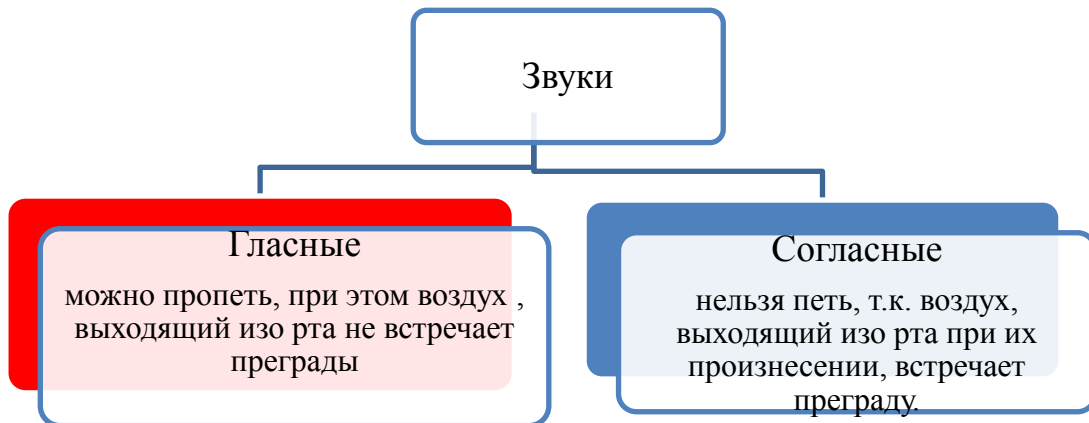 Звуки
Гласные
можно пропеть, при этом воздух ,
выходящий изо рта не встречает
преграды
Согласные
нельзя петь, т.к. воздух,
выходящий изо рта при их
произнесении, встречает
преграду.